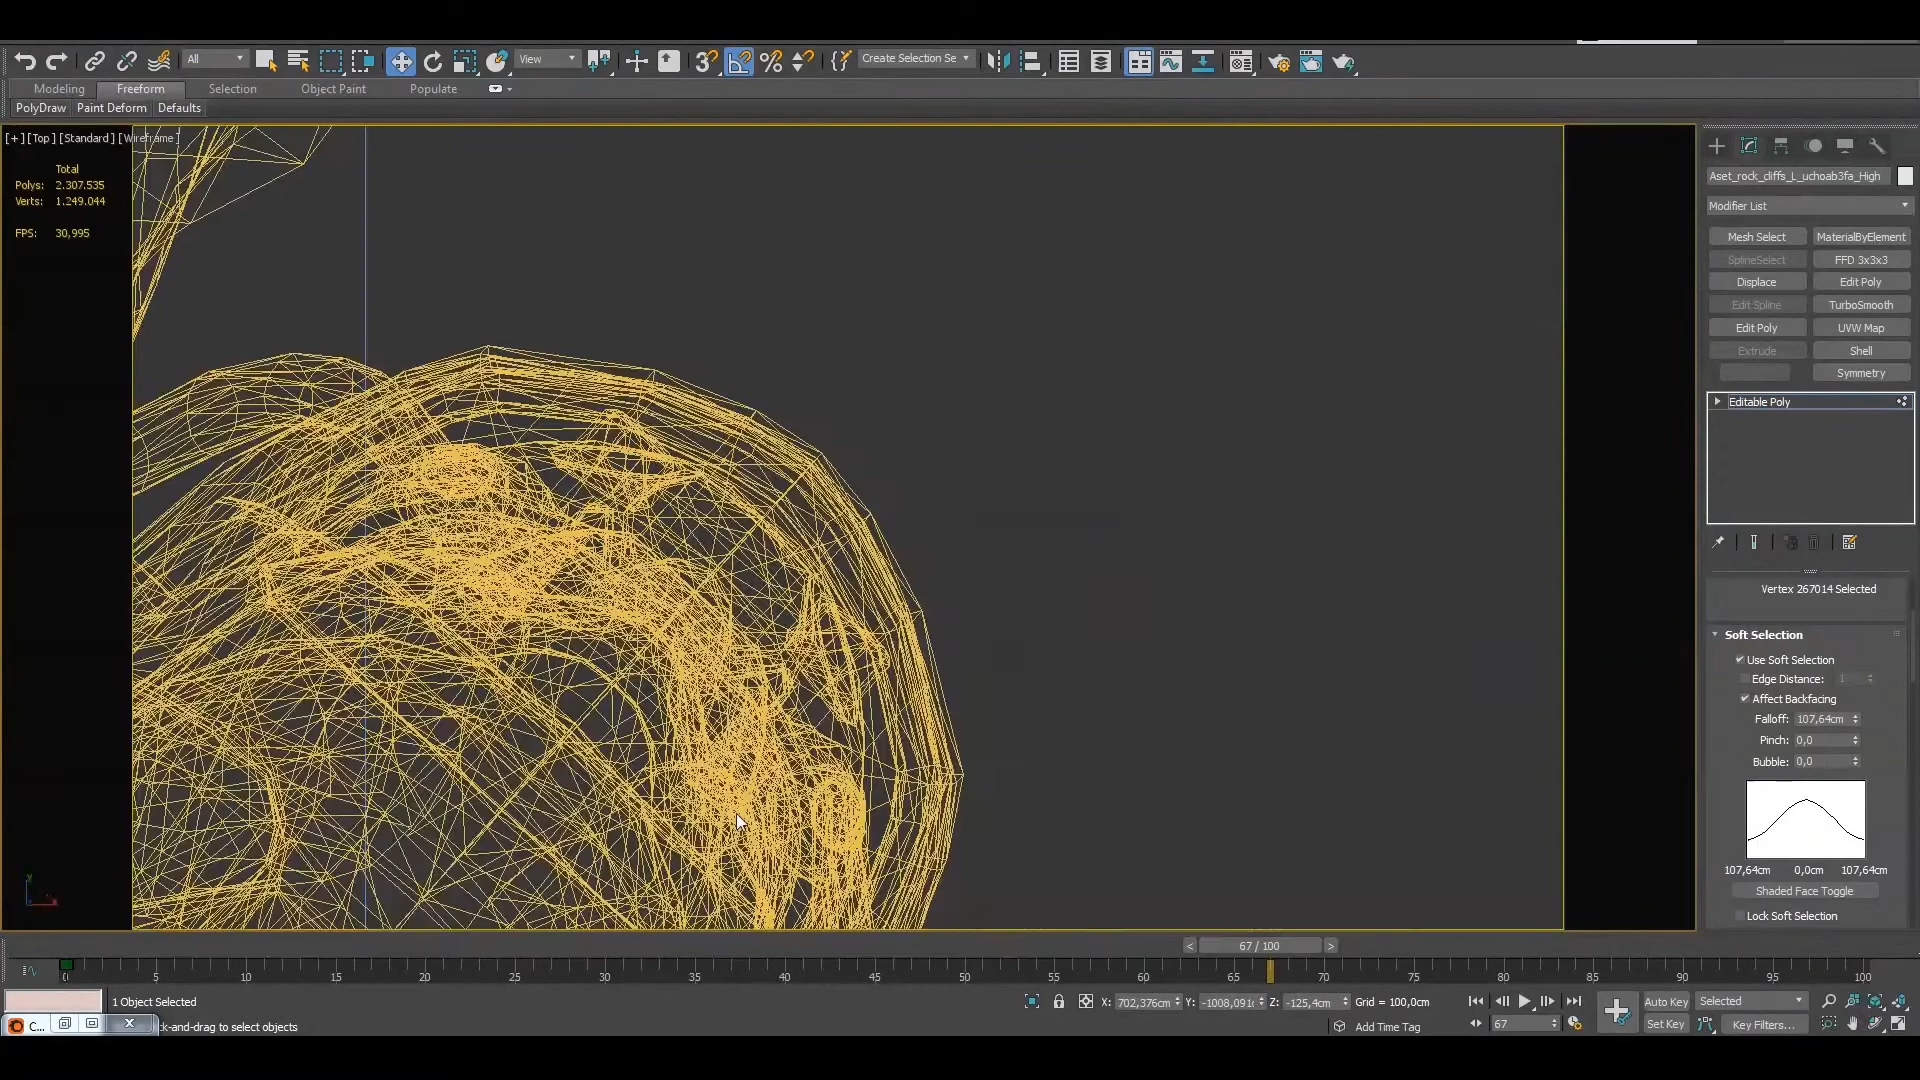 All
View
3
Create Selection Se
Modeling Freeform Selection Object Paint Populate
PolyDraw Paint Deform Defaults
[+] [Top] [Standard] [Wireframe]
Total
Polys: 2.307.535
Verts: 1.249.044
FPS: 30,995
Aset_rock_cliffs_L_uchoab3fa_High
Modifier List
Mesh Select MaterialByElement
SplineSelect FFD 3x3x3
Displace Edit Poly
Edit Spline TurboSmooth
Edit Poly UVW Map
Extrude Shell
Symmetry
Editable Poly
Vertex 267014 Selected
Soft Selection
Use Soft Selection
Edge Distance: 1
Affect Backfacing
Falloff: 107,64cm
Pinch: 0,0
Bubble: 0,0
107,64cm 0,0cm 107,64cm
Shaded Face Toggle
Lock Soft Selection
y
< 67 / 100 >
0 5 10 15 20 25 30 35 40 45 50 55 60 65 70 75 80 85 90 95 100
1 Object Selected
X: 702,376cm Y: -1008,091c Z: -125,4cm Grid = 100,0cm
Auto Key Selected
C... ck-and-drag to select objects
Add Time Tag
67
Set Key Key Filters...